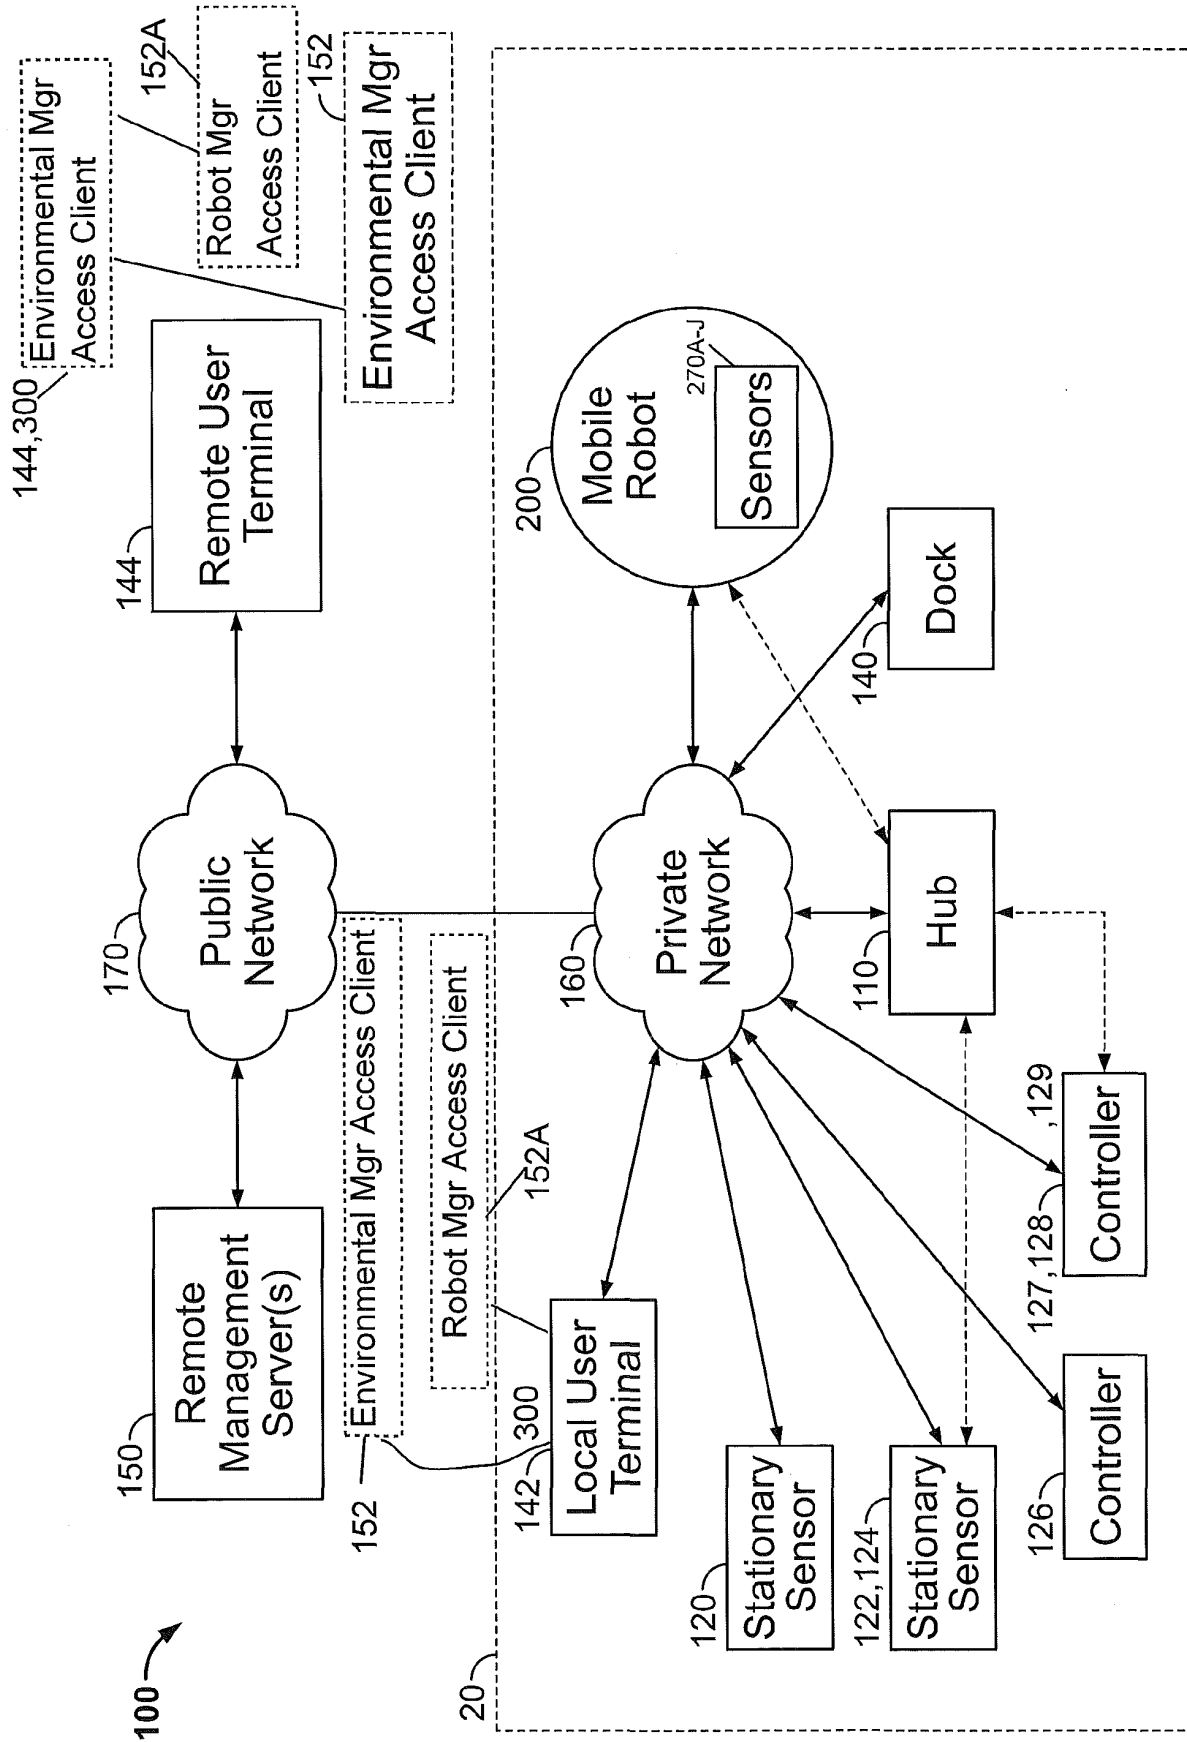 100
150
Remote
Management
Server(s)
170
Public
Network
144
Remote User
Terminal
144,300
Environmental Mgr
Access Client
152A
Robot Mgr
Access Client
152
Environmental Mgr
Access Client
152
Environmental Mgr Access Client
Robot Mgr Access Client
152A
20
142
300
Local User
Terminal
160
Private
Network
200
Mobile
Robot
270A-J
Sensors
120
Stationary
Sensor
122,124
Stationary
Sensor
110
Hub
140
Dock
126
Controller
127,128
,129
Controller